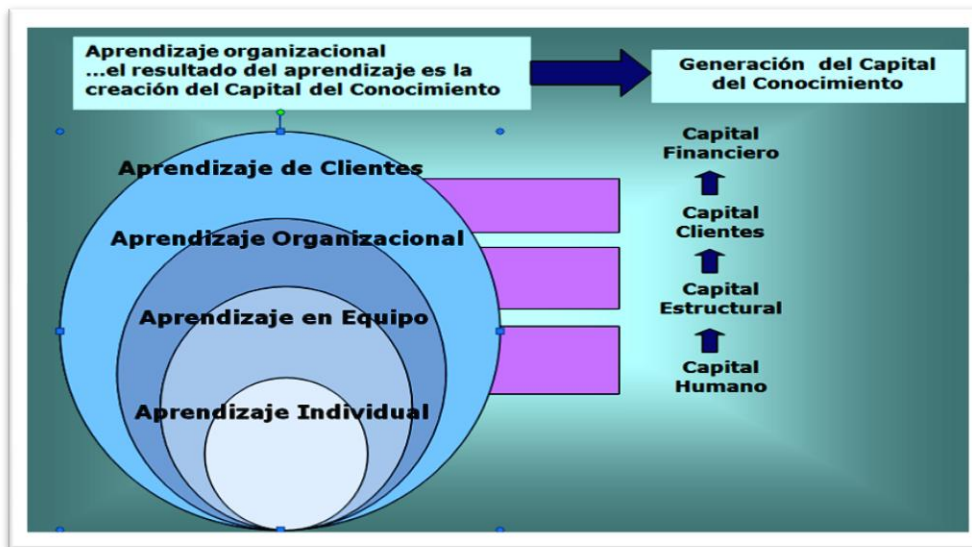 Aprendizaje organizacional
...el resultado del aprendizaje es la
creación del Capital del Conocimiento
Generación del Capital
del Conocimiento
Aprendizaje de Clientes
Aprendizaje Organizacional
Aprendizaje en Equipo
Aprendizaje Individual
Capital
Financiero
Capital
Clientes
Capital
Estructural
Capital
Humano